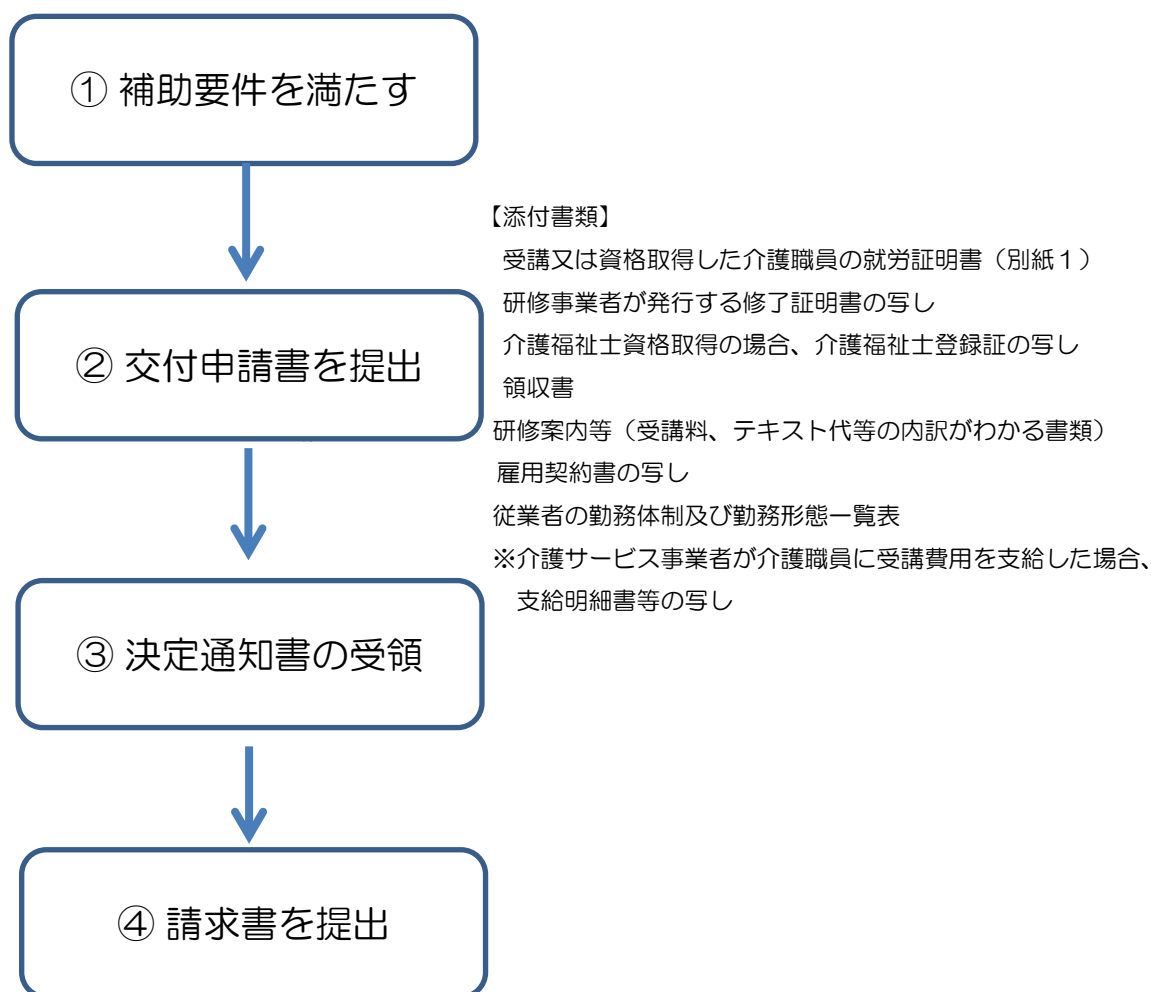 ① 補助要件を満たす
【添付書類】
受講又は資格取得した介護職員の就労証明書（別紙１）
研修事業者が発行する修了証明書の写し
介護福祉士資格取得の場合、介護福祉士登録証の写し
領収書
研修案内等（受講料、テキスト代等の内訳がわかる書類）
雇用契約書の写し
従業者の勤務体制及び勤務形態一覧表
※介護サービス事業者が介護職員に受講費用を支給した場合、
支給明細書等の写し
② 交付申請書を提出
③ 決定通知書の受領
④ 請求書を提出